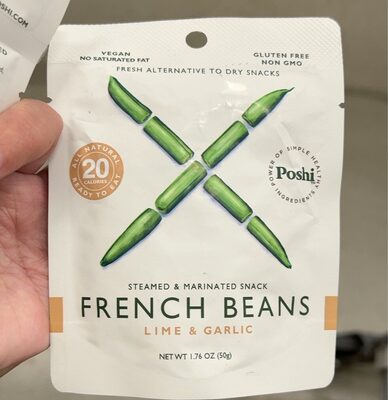 OSHI.COM
VEGAN
NO SATURATED FAT
GLUTEN FREE
NON GMO
FRESH ALTERNATIVE TO DRY SNACKS
ALL NATURAL
20
CALORIES
READY TO EAT
POWER OF SIMPLE HEALTHY
Poshi
INGREDIENTS
STEAMED & MARINATED SNACK
FRENCH BEANS
LIME & GARLIC
NET WT 1.76 OZ (50g)